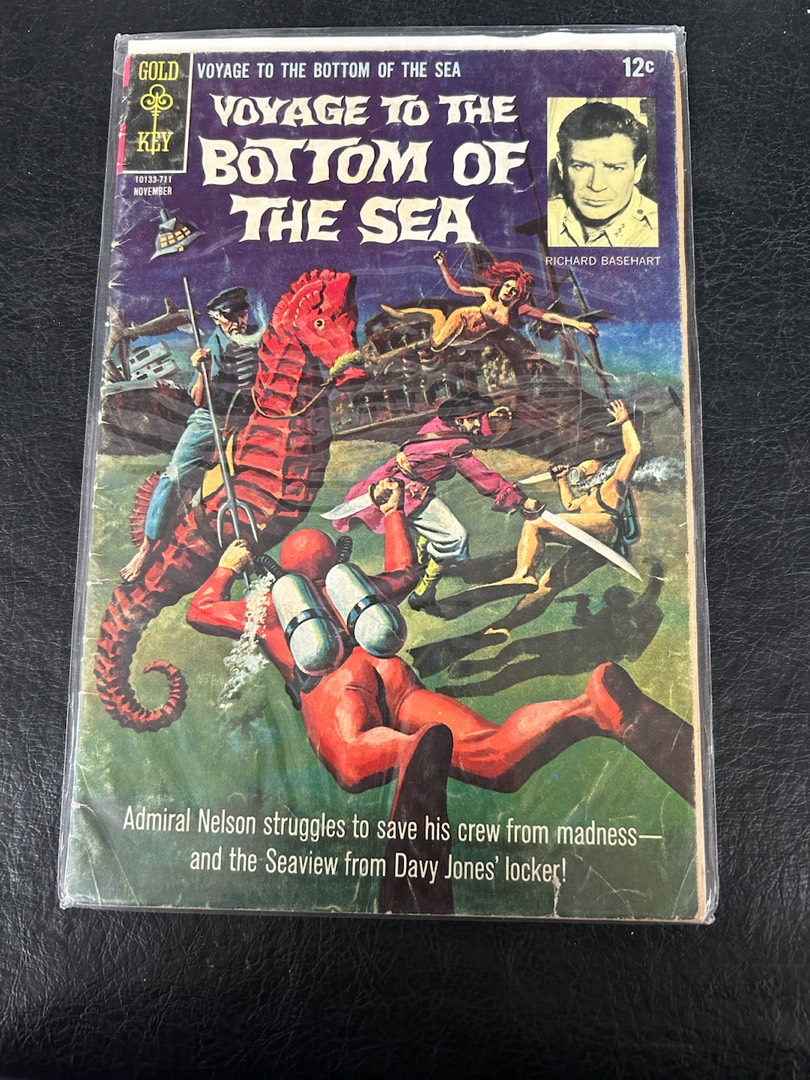 GOLD
KEY
VOYAGE TO THE BOTTOM OF THE SEA
12c
VOYAGE TO THE
BOTTOM OF
THE SEA
10133-711
NOVEMBER
RICHARD BASEHART
Admiral Nelson struggles to save his crew from madness—
and the Seaview from Davy Jones' locker!